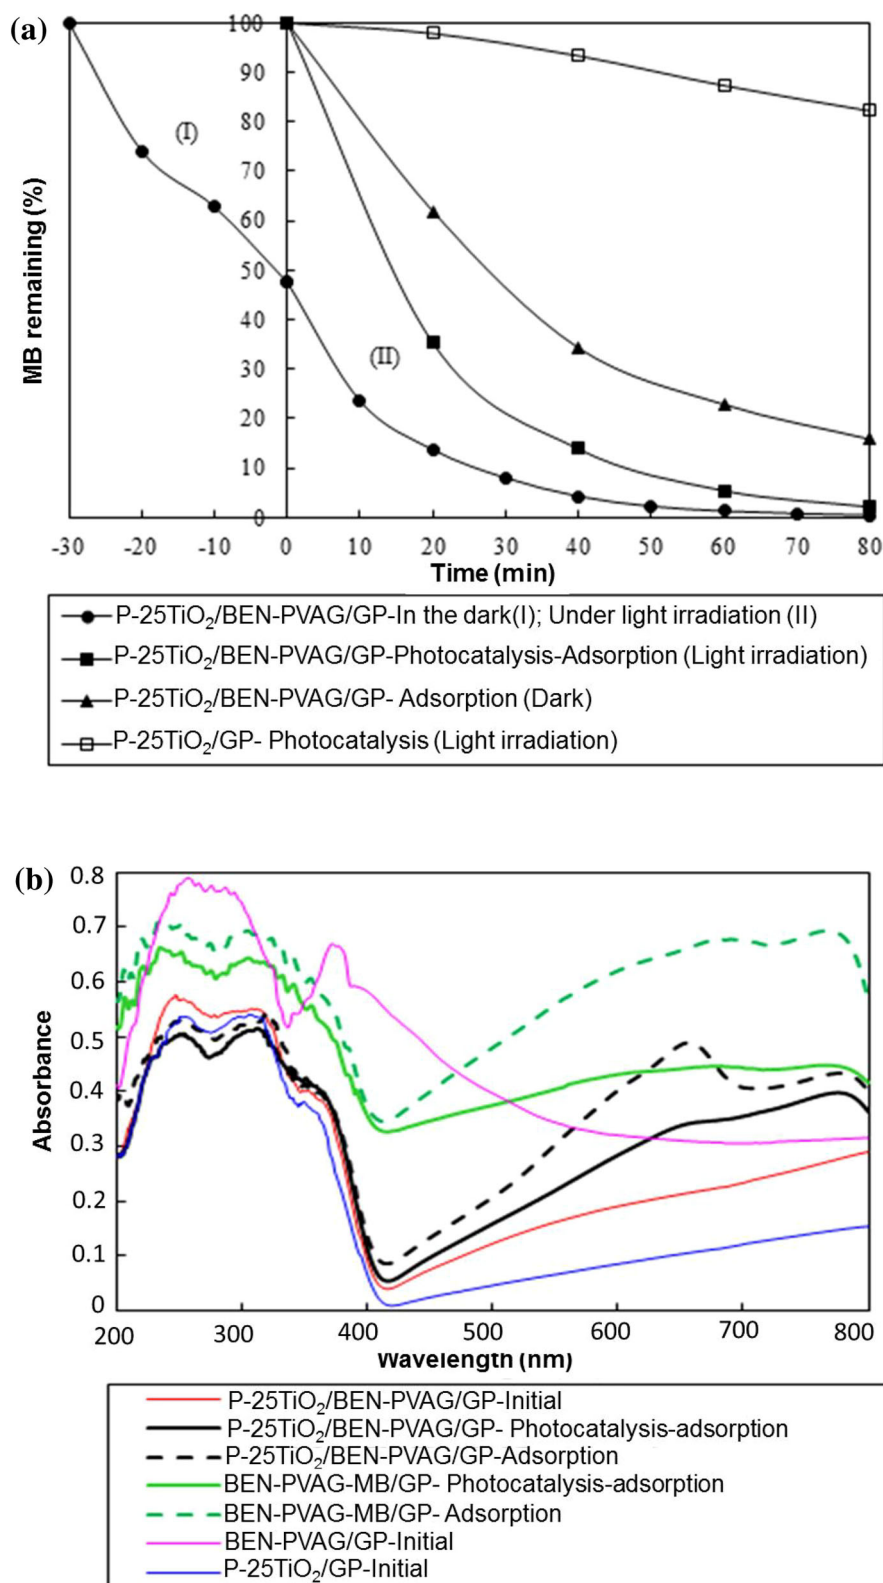 (a)
100
90
80
70
60
50
40
30
20
10
0
(I)
(II)
MB remaining (%)
-30 -20 -10 0 10 20 30 40 50 60 70 80
Time (min)
P-25TiO₂/BEN-PVAG/GP-In the dark(I); Under light irradiation (II)
P-25TiO₂/BEN-PVAG/GP-Photocatalysis-Adsorption (Light irradiation)
P-25TiO₂/BEN-PVAG/GP- Adsorption (Dark)
P-25TiO₂/GP- Photocatalysis (Light irradiation)
(b)
0.8
0.7
0.6
0.5
0.4
0.3
0.2
0.1
0
Absorbance
200 300 400 500 600 700 800
Wavelength (nm)
P-25TiO₂/BEN-PVAG/GP-Initial
P-25TiO₂/BEN-PVAG/GP- Photocatalysis-adsorption
P-25TiO₂/BEN-PVAG/GP-Adsorption
BEN-PVAG-MB/GP- Photocatalysis-adsorption
BEN-PVAG-MB/GP- Adsorption
BEN-PVAG/GP-Initial
P-25TiO₂/GP-Initial